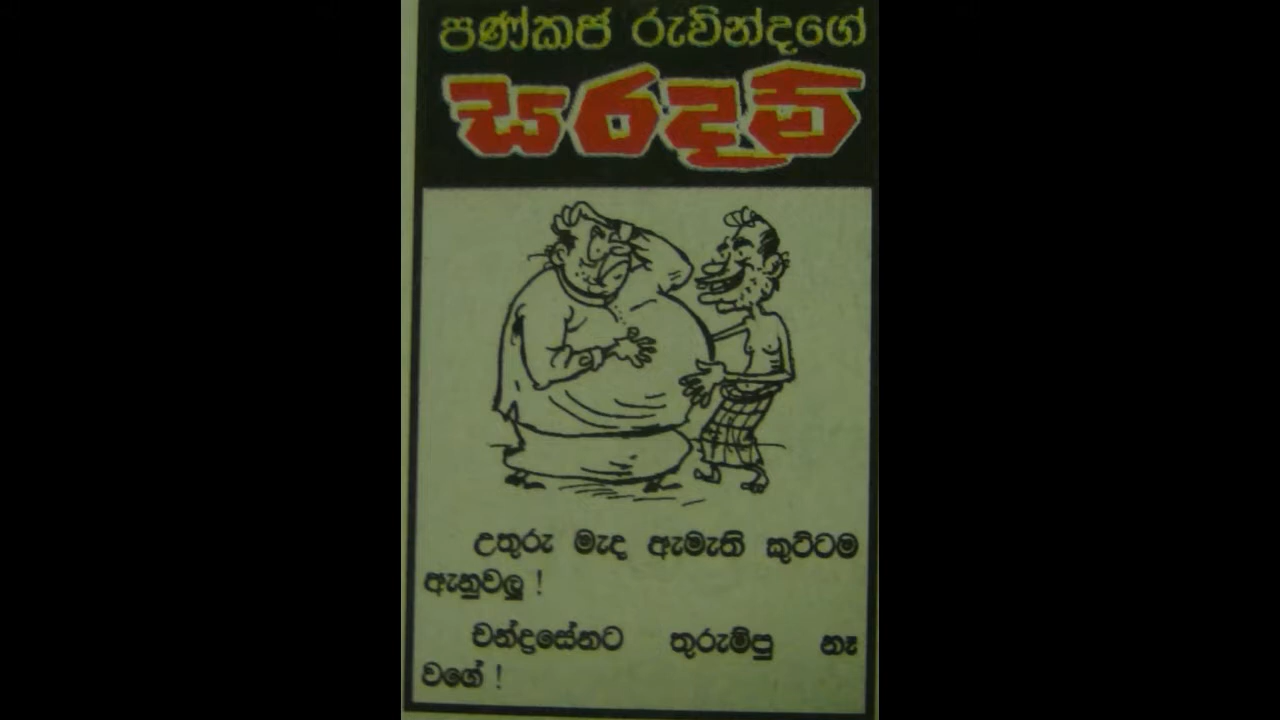 පණ්කජ රුවින්දගේ
සරදම්
උතුරු මැද ඇමැති කුට්ටම
ඇනුවලු !
චන්ද්‍රසේනට තුරුම්පු නෑ
වගේ !